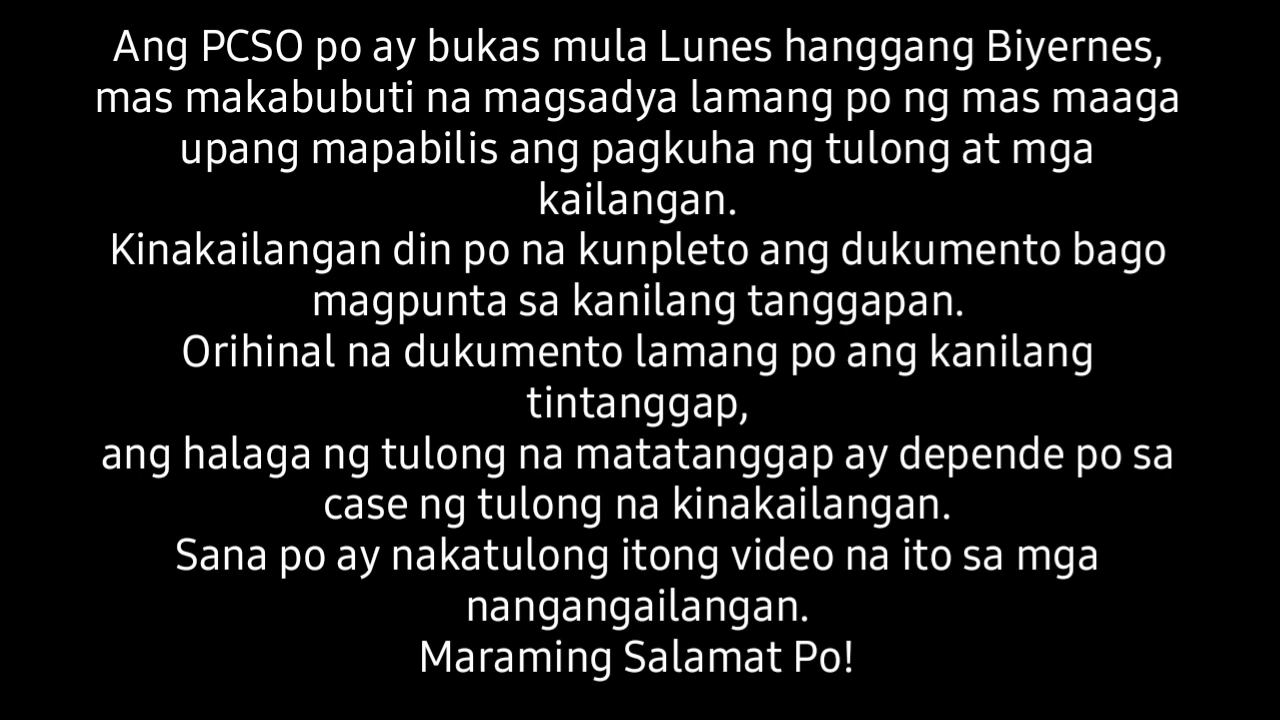 Ang PCSO po ay bukas mula Lunes hanggang Biyernes,
mas makabubuti na magsadya lamang po ng mas maaga
upang mapabilis ang pagkuha ng tulong at mga
kailangan.
Kinakailangan din po na kunpleto ang dukumento bago
magpunta sa kanilang tanggapan.
Orihinal na dukumento lamang po ang kanilang
tintanggap,
ang halaga ng tulong na matatanggap ay depende po sa
case ng tulong na kinakailangan.
Sana po ay nakatulong itong video na ito sa mga
nangangailangan.
Maraming Salamat Po!